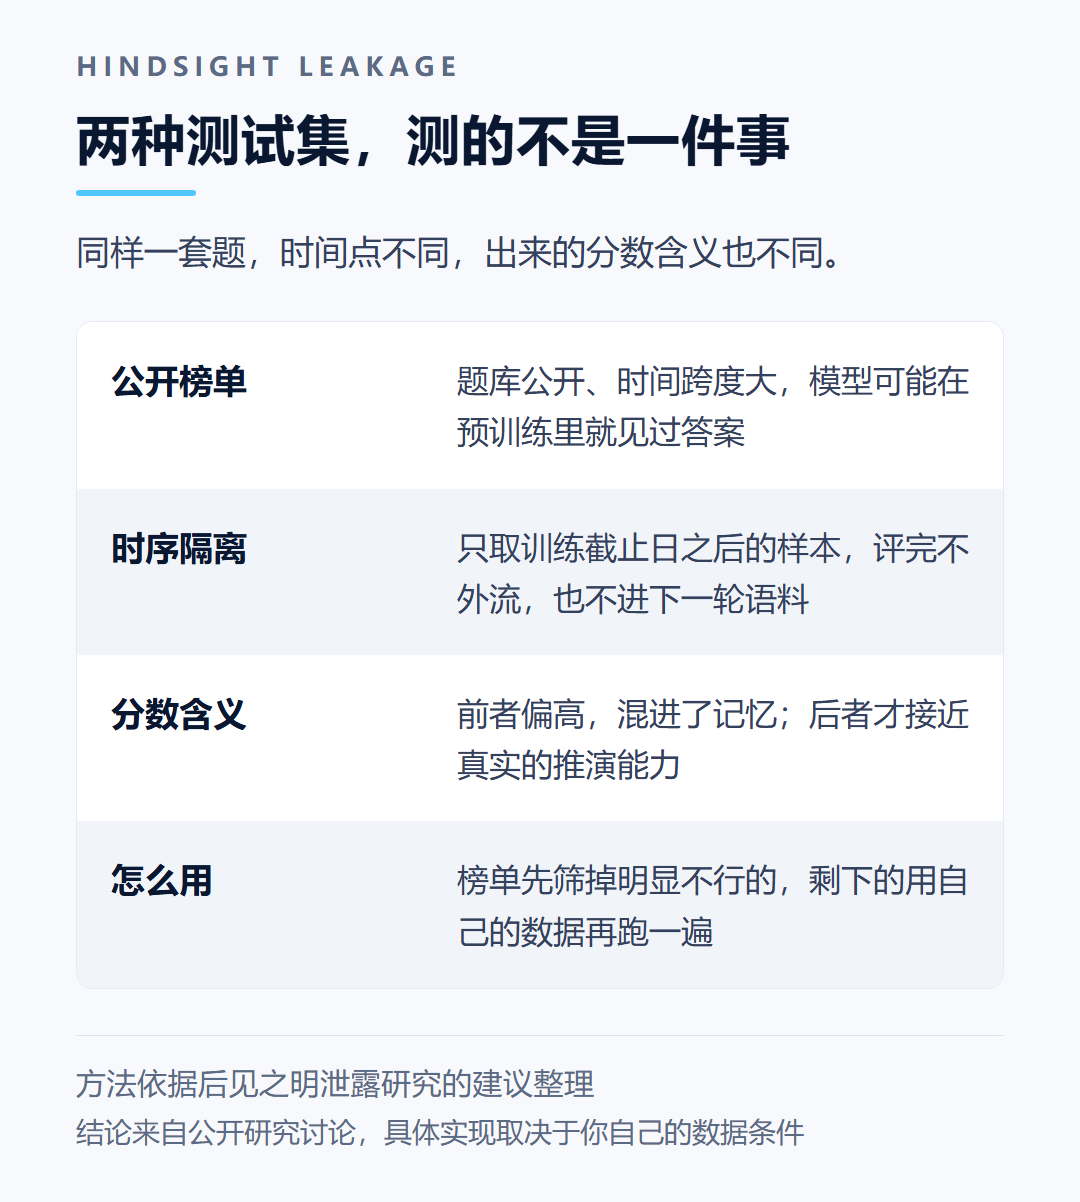 HINDSIGHT LEAKAGE
两种测试集，测的不是一件事
同样一套题，时间点不同，出来的分数含义也不同。
公开榜单
题库公开、时间跨度大，模型可能在
预训练里就见过答案
时序隔离
只取训练截止日之后的样本，评完不
外流，也不进下一轮语料
分数含义
前者偏高，混进了记忆；后者才接近
真实的推演能力
怎么用
榜单先筛掉明显不行的，剩下的用自
己的数据再跑一遍
方法依据后见之明泄露研究的建议整理
结论来自公开研究讨论，具体实现取决于你自己的数据条件